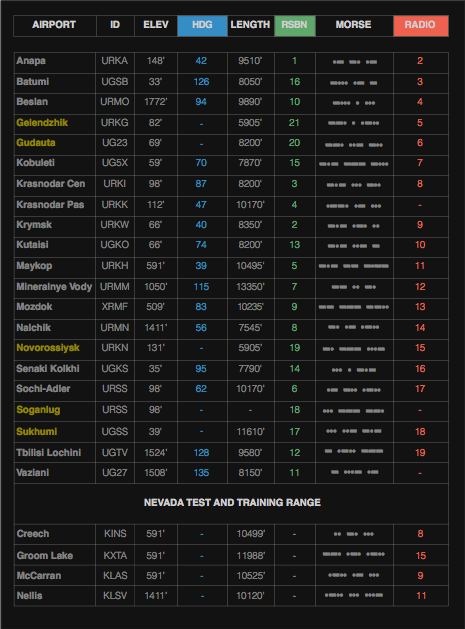 AIRPORT ID ELEV HDG LENGTH RSBN MORSE RADIO
Anapa URKA 148' 42 9510' 1 2
Batumi UGSB 33' 126 8050' 16 3
Beslan URMO 1772' 94 9890' 10 4
Gelendzhik URKG 82' - 5905' 21 5
Gudauta UG23 69' - 8200' 20 6
Kobuleti UG5X 59' 70 7870' 15 7
Krasnodar Cen URKI 98' 87 8200' 3 8
Krasnodar Pas URKK 112' 47 10170' 4 -
Krymsk URKW 66' 40 8350' 2 9
Kutaisi UGKO 66' 74 8200' 13 10
Maykop URKH 591' 39 10495' 5 11
Mineralnye Vody URMM 1050' 115 13350' 7 12
Mozdok XRMF 509' 83 10235' 9 13
Nalchik URMN 1411' 56 7545' 8 14
Novorossiysk URKN 131' - 5905' 19 15
Senaki Kolkhi UGKS 35' 95 7790' 14 16
Sochi-Adler URSS 98' 62 10170' 6 17
Soganlug URSS 98' - - 18 -
Sukhumi UGSS 39' - 11610' 17 18
Tbilisi Lochini UGTV 1524' 128 9580' 12 19
Vaziani UG27 1508' 135 8150' 11 -
NEVADA TEST AND TRAINING RANGE
Creech KINS 591' - 10499' - 8
Groom Lake KXTA 591' - 11988' - 15
McCarran KLAS 591' - 10525' - 9
Nellis KLSV 1411' - 10120' - 11